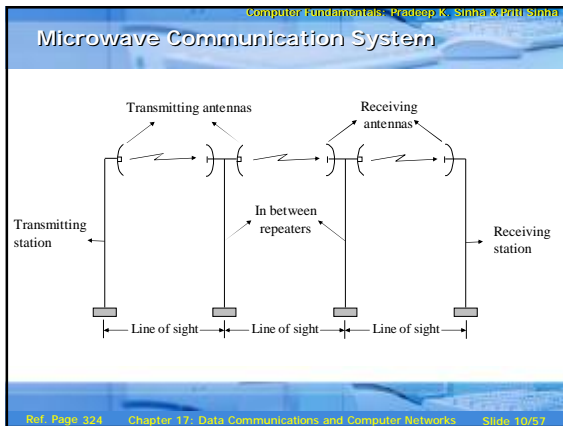 Computer Fundamentals: Pradeep K. Sinha & Priti Sinha
Microwave Communication System
Transmitting antennas
Receiving
antennas
Transmitting
station
In between
repeaters
Receiving
station
Line of sight
Line of sight
Line of sight
Ref. Page 324
Chapter 17: Data Communications and Computer Networks
Slide 10/57